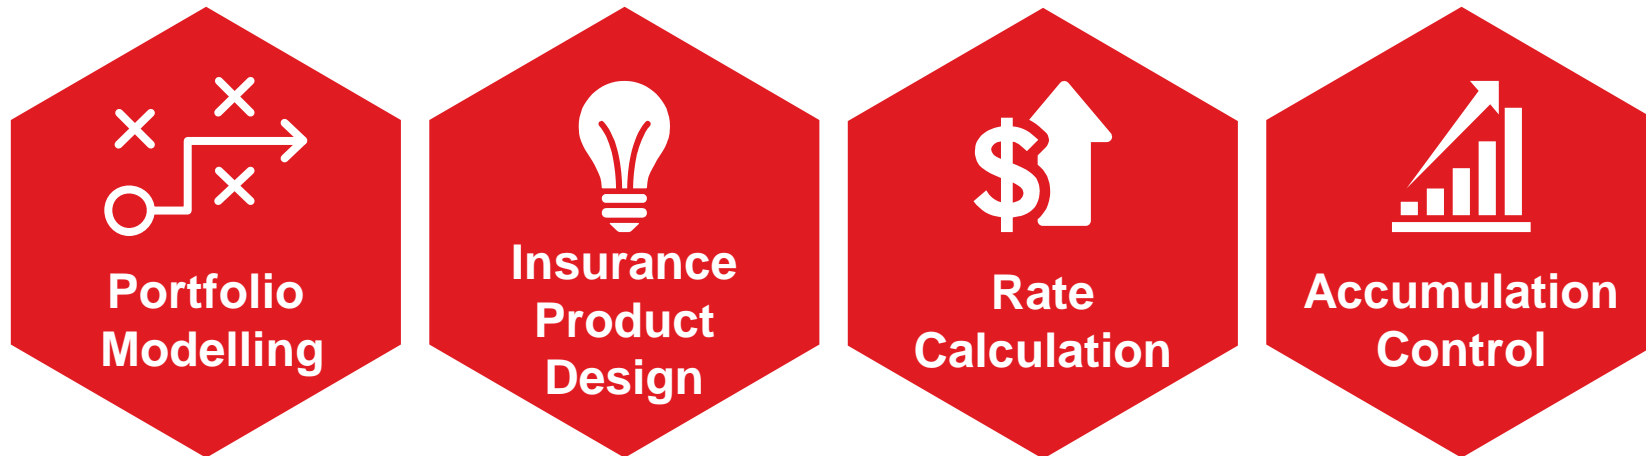 Portfolio
Modelling
Insurance
Product
Design
$
Rate
Calculation
Accumulation
Control